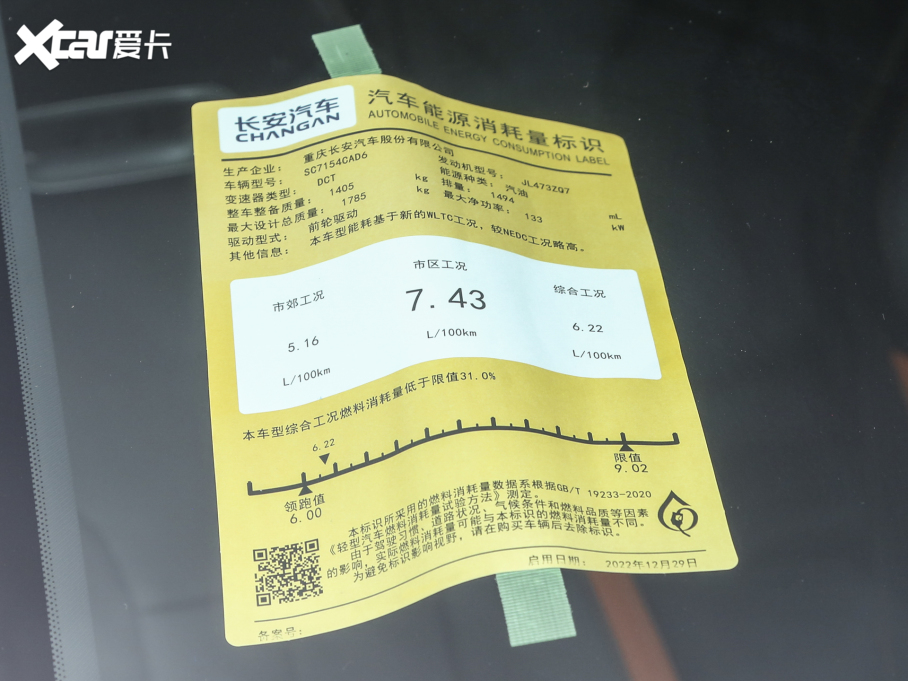 Xcar爱卡
长安汽车
CHANGAN
汽车能源消耗量标识
AUTOMOBILE ENERGY CONSUMPTION LABEL
生产企业： 重庆长安汽车股份有限公司
车辆型号： SC7154CAD6 发动机型号： JL473ZQ7
变速器类型： DCT 能源种类： 汽油
整车整备质量： 1405 kg 排量： 1494 mL
最大设计总质量： 1785 kg 最大净功率： 133 kW
驱动型式： 前轮驱动
其他信息： 本车型能耗基于新的WLTC工况，较NEDC工况略高。
市郊工况 市区工况 综合工况
5.16 7.43 6.22
L/100km L/100km L/100km
本车型综合工况燃料消耗量低于限值31.0%
6.22
领跑值
6.00
限值
9.02
本标识所采用的燃料消耗量数据系根据GB/T 19233-2020
《轻型汽车燃料消耗量试验方法》测定。
由于驾驶习惯、道路状况、气候条件和燃料品质等因素
的影响，实际燃料消耗量可能与本标识的燃料消耗量不同。
为避免标识影响视野，请在购买车辆后去除标识。
启用日期： 2022年12月29日
备案号：